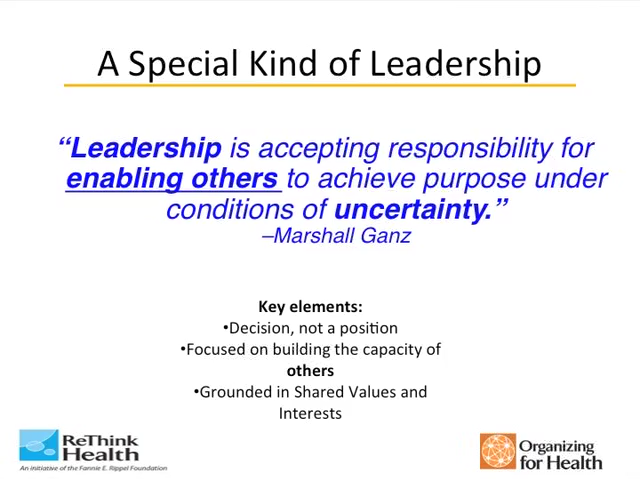 A Special Kind of Leadership
“Leadership is accepting responsibility for
enabling others to achieve purpose under
conditions of uncertainty.”
–Marshall Ganz
Key elements:
•Decision, not a position
•Focused on building the capacity of
others
•Grounded in Shared Values and
Interests
ReThink
Health
An initiative of the Fannie E. Rippel Foundation
Organizing
for Health